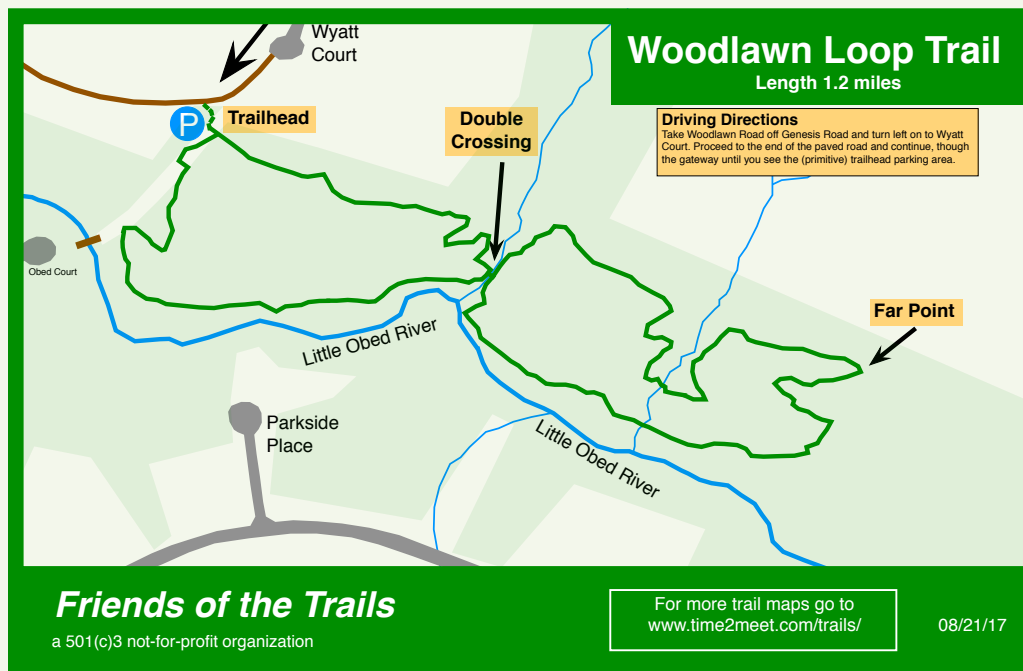 Woodlawn Loop Trail
Length 1.2 miles
Wyatt
Court
P
Trailhead
Double
Crossing
Driving Directions
Take Woodlawn Road off Genesis Road and turn left on to Wyatt
Court. Proceed to the end of the paved road and continue, though
the gateway until you see the (primitive) trailhead parking area.
Obed Court
Far Point
Little Obed River
Parkside
Place
Little Obed River
Friends of the Trails
a 501(c)3 not-for-profit organization
For more trail maps go to
www.time2meet.com/trails/
08/21/17